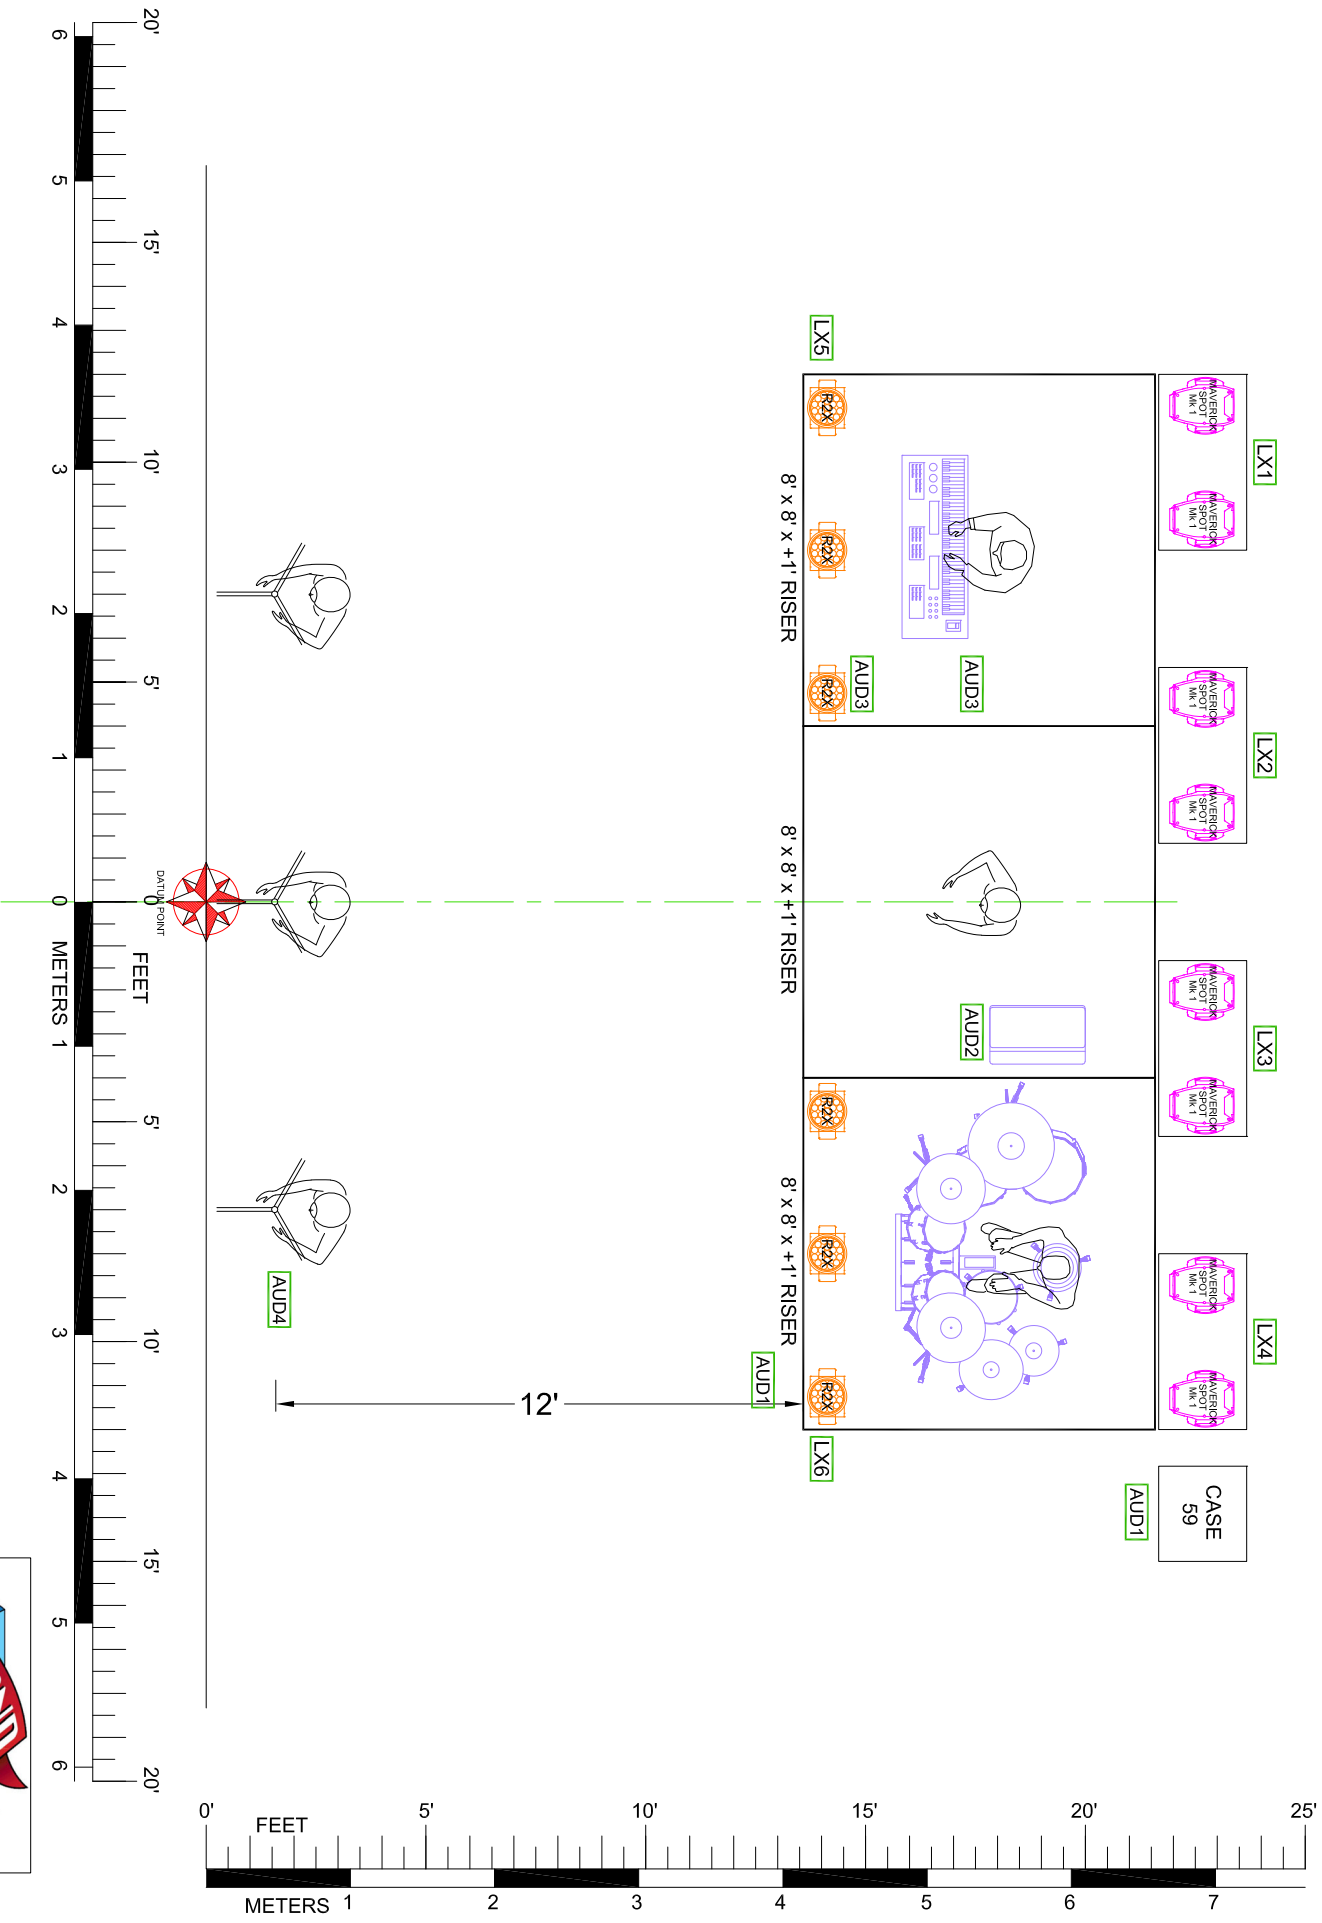 LX1
LX2
LX3
LX4
MAVERICK
SPOT
Mk 1
MAVERICK
SPOT
Mk 1
MAVERICK
SPOT
Mk 1
MAVERICK
SPOT
Mk 1
MAVERICK
SPOT
Mk 1
MAVERICK
SPOT
Mk 1
MAVERICK
SPOT
Mk 1
MAVERICK
SPOT
Mk 1
CASE
59
AUD1
AUD3
AUD2
AUD3
LX5
R2X
R2X
R2X
R2X
R2X
R2X
LX6
8' x 8' x +1' RISER
8' x 8' x +1' RISER
8' x 8' x +1' RISER
AUD1
12'
AUD4
DATUM POINT
20'
15'
10'
5'
0'
5'
10'
15'
20'
FEET
6
5
4
3
2
1
0
METERS
1
2
3
4
5
6
0'
5'
10'
15'
20'
25'
FEET
METERS
1
2
3
4
5
6
7